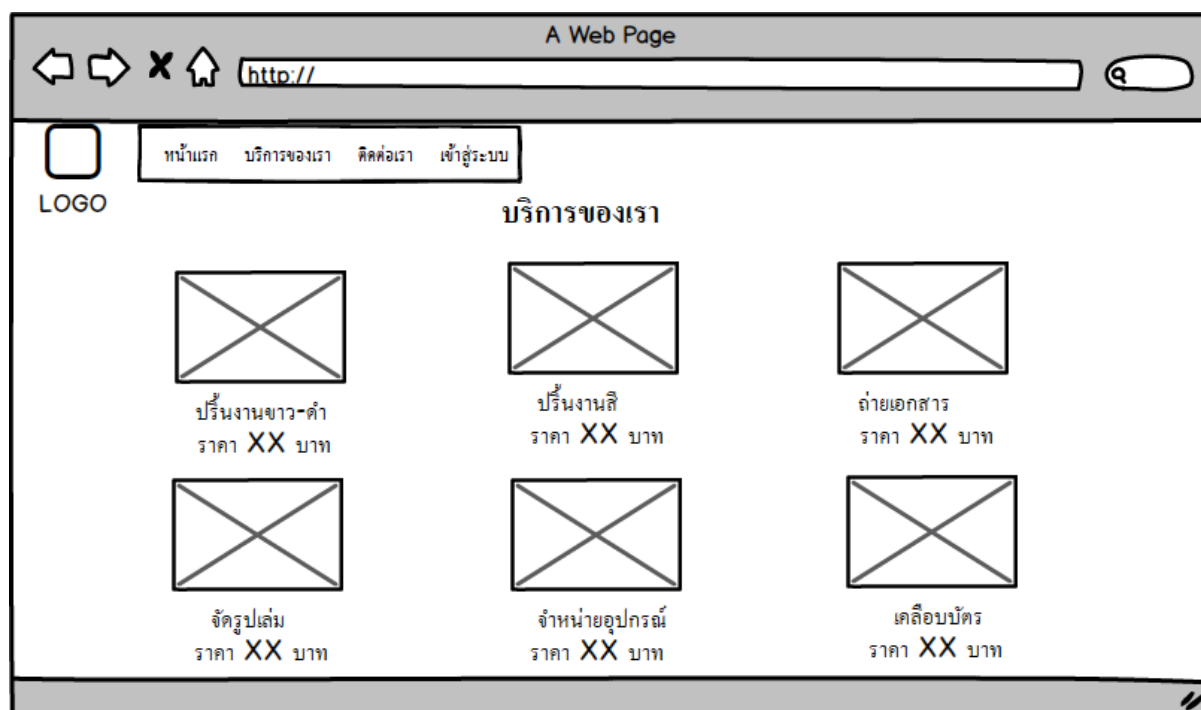 A Web Page
http://
หน้าแรก บริการของเรา ติดต่อเรา เข้าสู่ระบบ
LOGO
บริการของเรา
ปริ้นงานขาว-ดำ
ราคา XX บาท
ปริ้นงานสี
ราคา XX บาท
ถ่ายเอกสาร
ราคา XX บาท
จัดรูปเล่ม
ราคา XX บาท
จำหน่ายอุปกรณ์
ราคา XX บาท
เคลือบบัตร
ราคา XX บาท